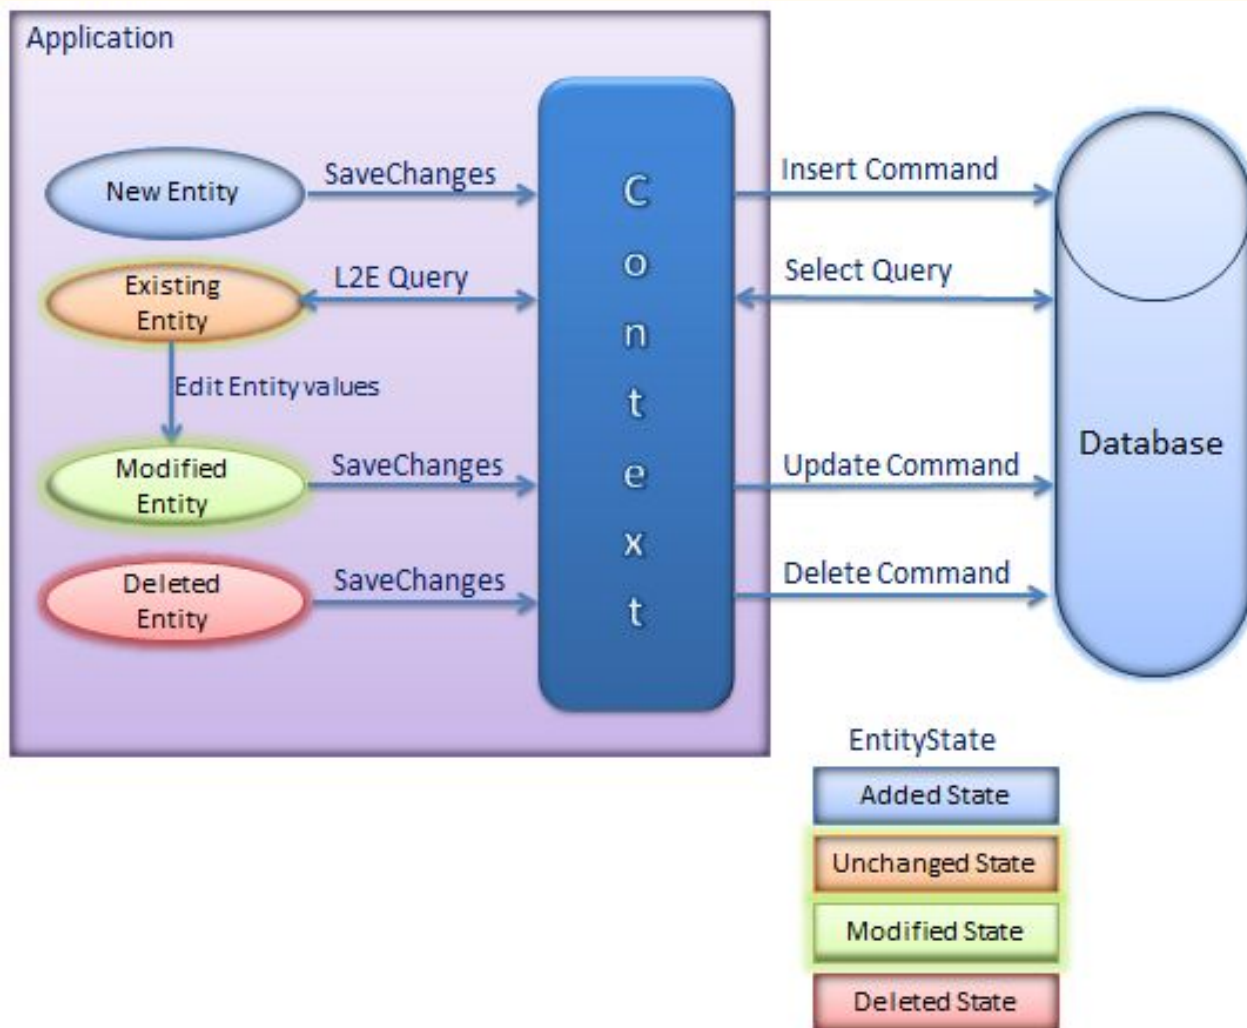 Application
New Entity
SaveChanges
Insert Command
Existing
Entity
L2E Query
Select Query
Edit Entity values
Modified
Entity
SaveChanges
Update Command
Deleted
Entity
SaveChanges
Delete Command
Context
Database
EntityState
Added State
Unchanged State
Modified State
Deleted State